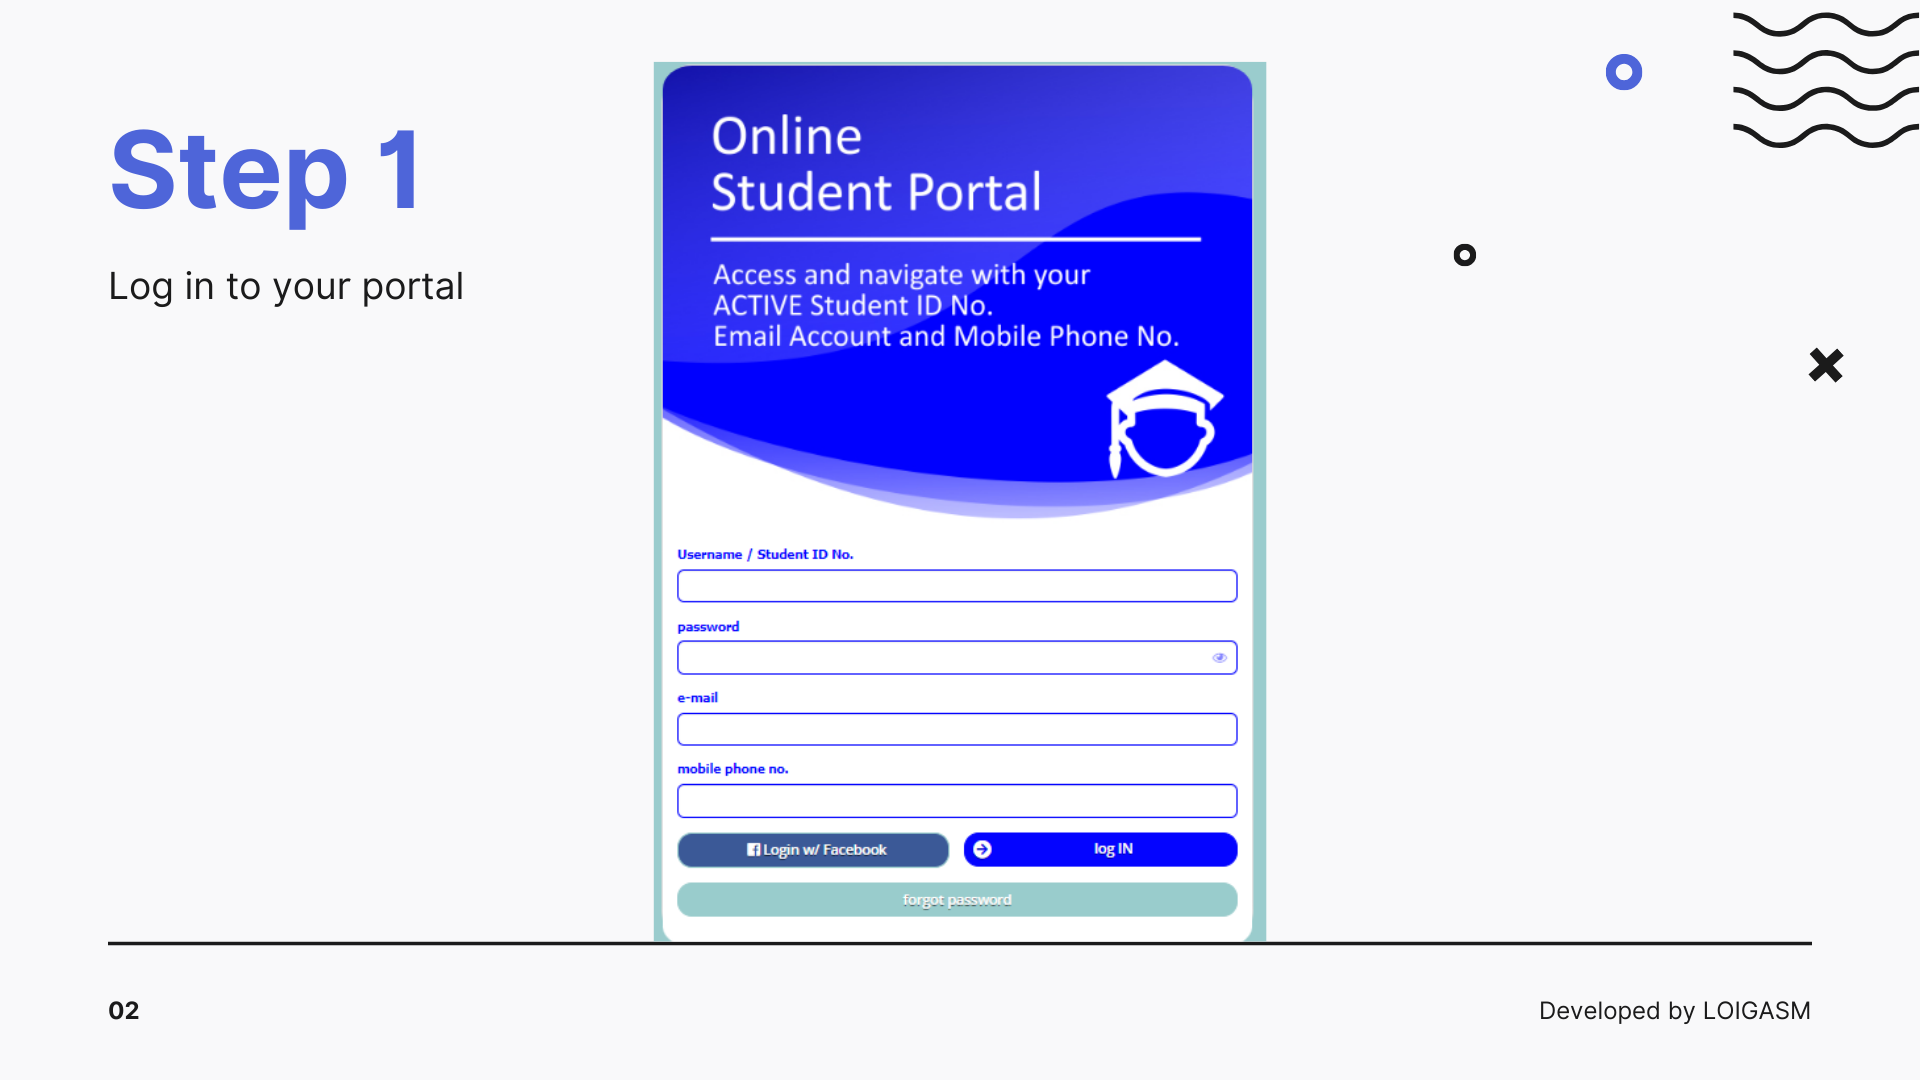 Step 1
Log in to your portal
Online
Student Portal
Access and navigate with your
ACTIVE Student ID No.
Email Account and Mobile Phone No.
Username / Student ID No.
password
e-mail
mobile phone no.
Login w/ Facebook
log IN
forgot password
02
Developed by LOIGASM